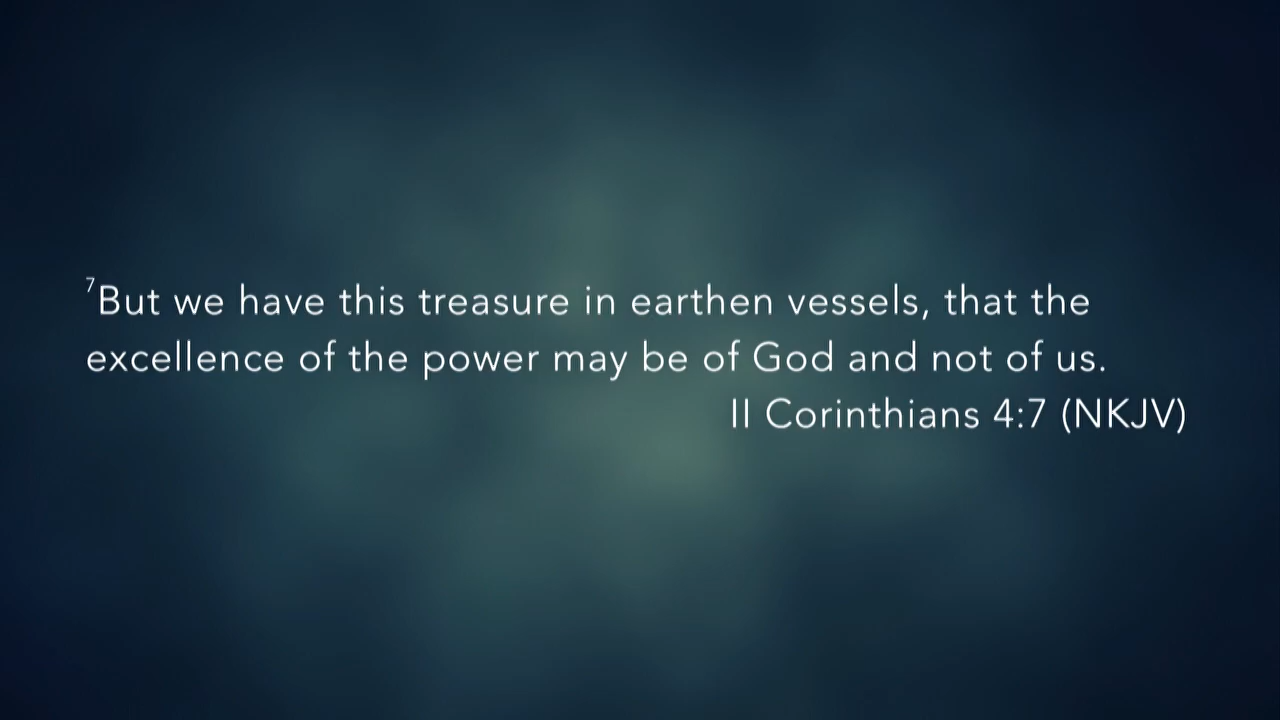 ⁷But we have this treasure in earthen vessels, that the
excellence of the power may be of God and not of us.
II Corinthians 4:7 (NKJV)